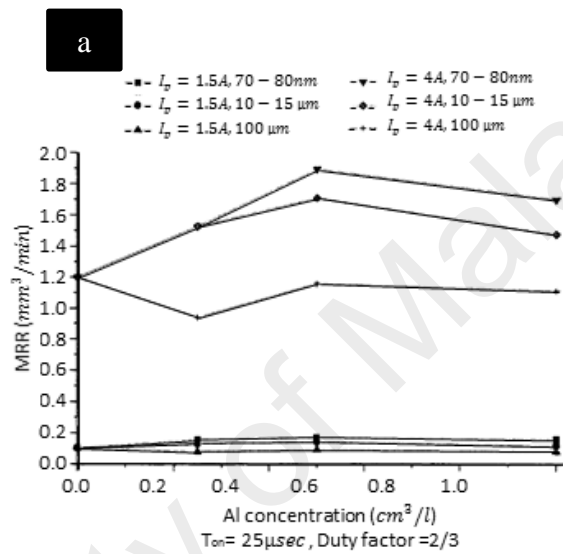 a
I_p = 1.5A, 70 − 80nm I_p = 4A, 70 − 80nm
I_p = 1.5A, 10 − 15 μm I_p = 4A, 10 − 15 μm
I_p = 1.5A, 100 μm I_p = 4A, 100 μm
2.0
1.8
1.6
1.4
1.2
1.0
0.8
0.6
0.4
0.2
0.0
MRR (mm³/min)
0.0 0.2 0.4 0.6 0.8 1.0
Al concentration (cm³/l)
Ton= 25μsec , Duty factor =2/3
y of Mala